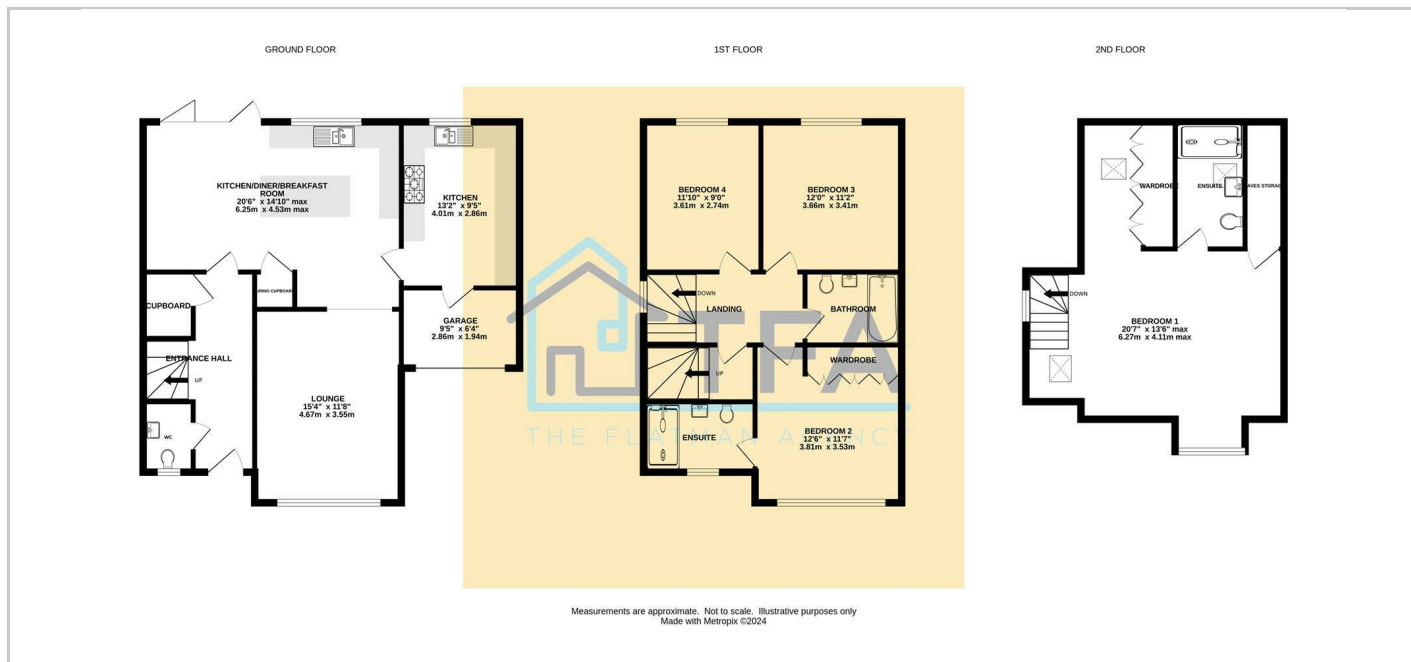 GROUND FLOOR
1ST FLOOR
2ND FLOOR
KITCHEN/DINER/BREAKFAST
ROOM
20'6" x 14'10" max
6.25m x 4.53m max
KITCHEN
13'2" x 9'5"
4.01m x 2.86m
CUPBOARD
CUPBOARD
GARAGE
9'5" x 6'4"
2.86m x 1.94m
ENTRANCE HALL
UP
LOUNGE
15'4" x 11'8"
4.67m x 3.55m
WC
BEDROOM 4
11'10" x 9'0"
3.61m x 2.74m
BEDROOM 3
12'0" x 11'2"
3.66m x 3.41m
DOWN
LANDING
BATHROOM
UP
WARDROBE
ENSUITE
BEDROOM 2
12'6" x 11'7"
3.81m x 3.53m
TFA
THE FLATMAN AGENCY
WARDROBE
ENSUITE
EAVES STORAGE
DOWN
BEDROOM 1
20'7" x 13'6" max
6.27m x 4.11m max
Measurements are approximate. Not to scale. Illustrative purposes only
Made with Metropix ©2024